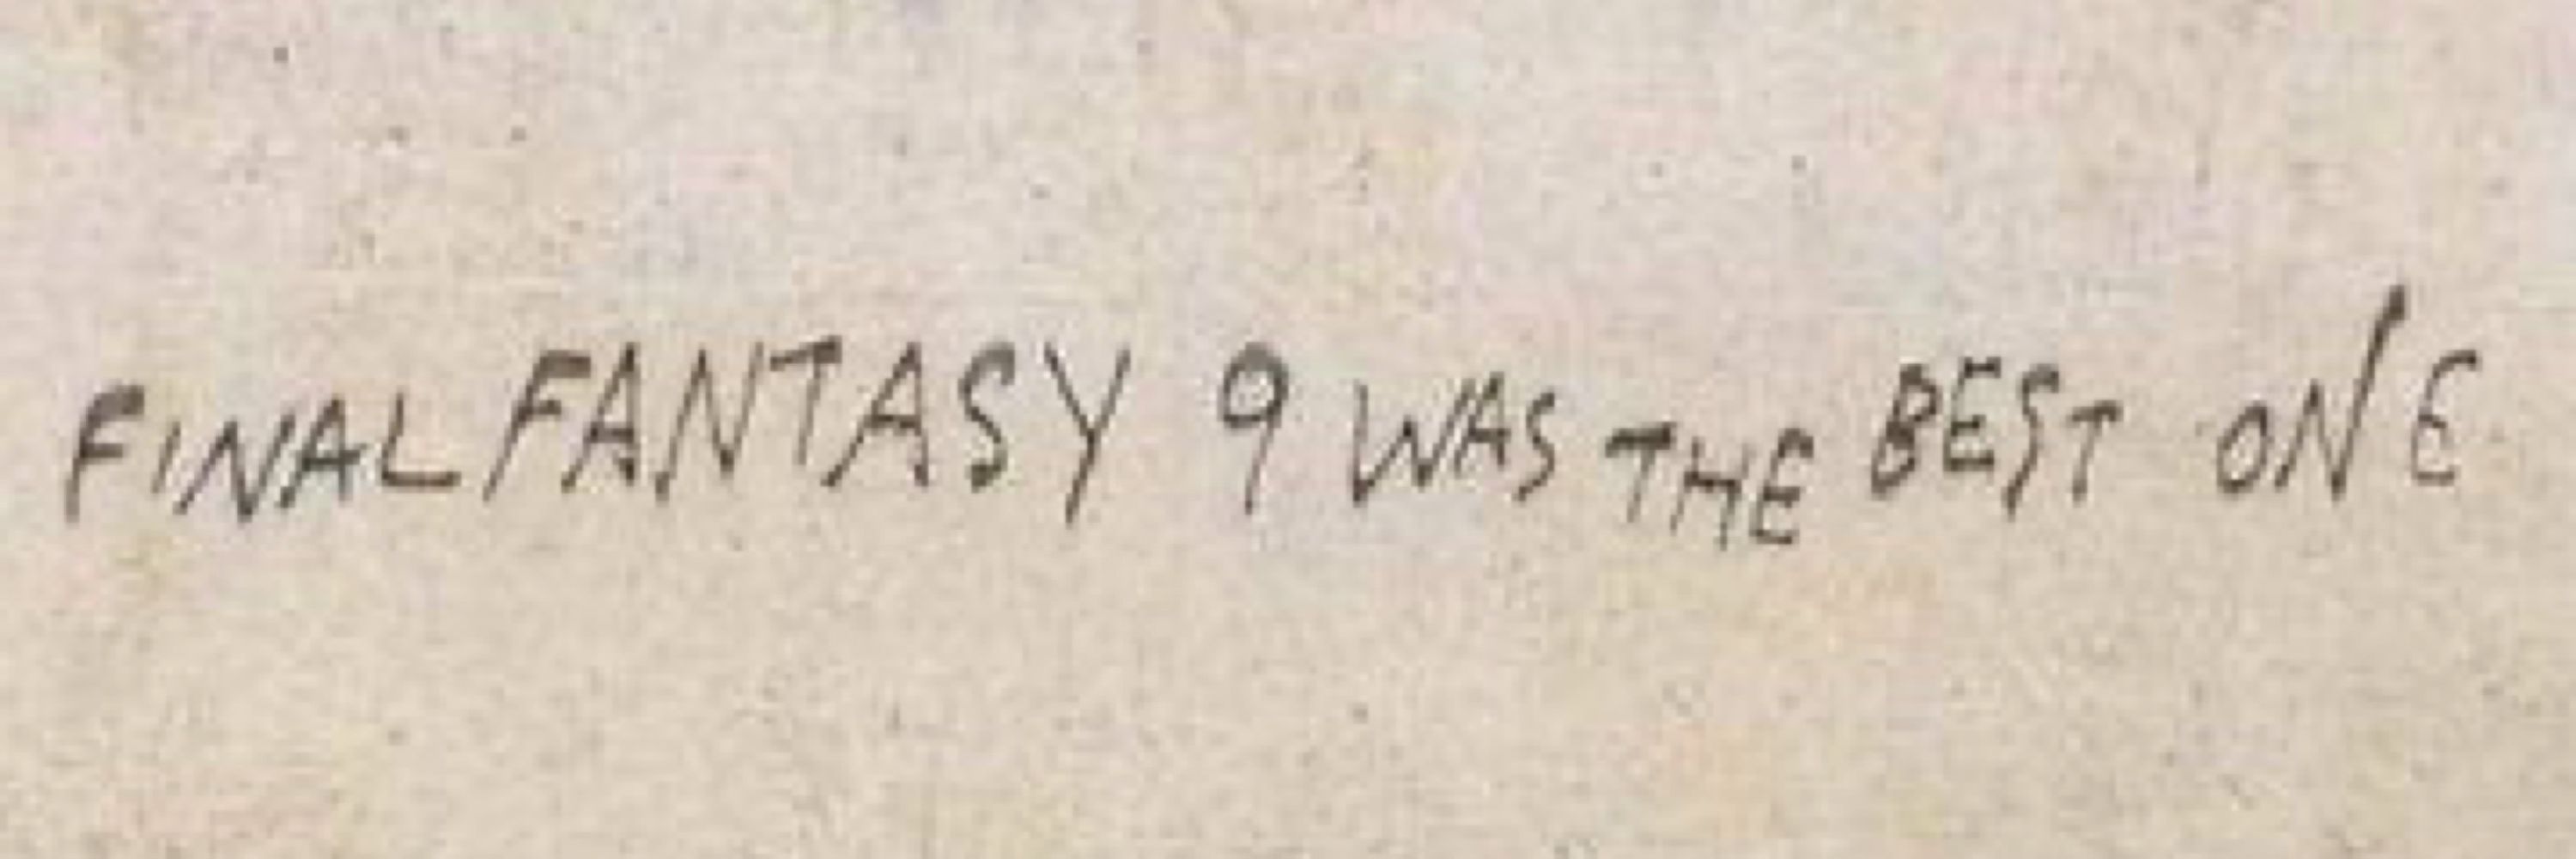 FINAL FANTASY 9 WAS THE BEST ONE